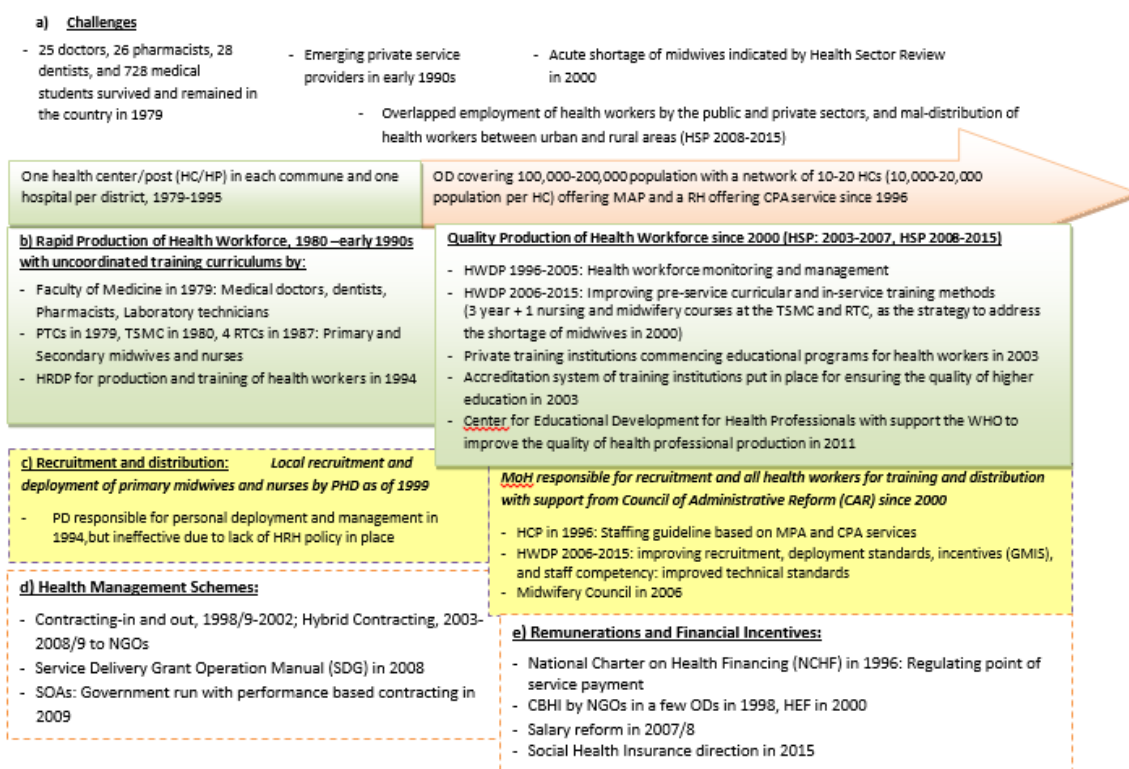 a) Challenges
- 25 doctors, 26 pharmacists, 28
dentists, and 728 medical
students survived and remained in
the country in 1979
- Emerging private service
providers in early 1990s
- Acute shortage of midwives indicated by Health Sector Review
in 2000
- Overlapped employment of health workers by the public and private sectors, and mal-distribution of
health workers between urban and rural areas (HSP 2008-2015)
One health center/post (HC/HP) in each commune and one
hospital per district, 1979-1995
OD covering 100,000-200,000 population with a network of 10-20 HCs (10,000-20,000
population per HC) offering MAP and a RH offering CPA service since 1996
b) Rapid Production of Health Workforce, 1980 –early 1990s
with uncoordinated training curriculums by:
- Faculty of Medicine in 1979: Medical doctors, dentists,
Pharmacists, Laboratory technicians
- PTCs in 1979, TSMC in 1980, 4 RTCs in 1987: Primary and
Secondary midwives and nurses
- HRDP for production and training of health workers in 1994
Quality Production of Health Workforce since 2000 (HSP: 2003-2007, HSP 2008-2015)
- HWDP 1996-2005: Health workforce monitoring and management
- HWDP 2006-2015: Improving pre-service curricular and in-service training methods
(3 year + 1 nursing and midwifery courses at the TSMC and RTC, as the strategy to address
the shortage of midwives in 2000)
- Private training institutions commencing educational programs for health workers in 2003
- Accreditation system of training institutions put in place for ensuring the quality of higher
education in 2003
- Center for Educational Development for Health Professionals with support the WHO to
improve the quality of health professional production in 2011
c) Recruitment and distribution: Local recruitment and
deployment of primary midwives and nurses by PHD as of 1999
- PD responsible for personal deployment and management in
1994,but ineffective due to lack of HRH policy in place
MoH responsible for recruitment and all health workers for training and distribution
with support from Council of Administrative Reform (CAR) since 2000
- HCP in 1996: Staffing guideline based on MPA and CPA services
- HWDP 2006-2015: improving recruitment, deployment standards, incentives (GMIS),
and staff competency: improved technical standards
- Midwifery Council in 2006
d) Health Management Schemes:
- Contracting-in and out, 1998/9-2002; Hybrid Contracting, 2003-
2008/9 to NGOs
- Service Delivery Grant Operation Manual (SDG) in 2008
- SOAs: Government run with performance based contracting in
2009
e) Remunerations and Financial Incentives:
- National Charter on Health Financing (NCHF) in 1996: Regulating point of
service payment
- CBHI by NGOs in a few ODs in 1998, HEF in 2000
- Salary reform in 2007/8
- Social Health Insurance direction in 2015